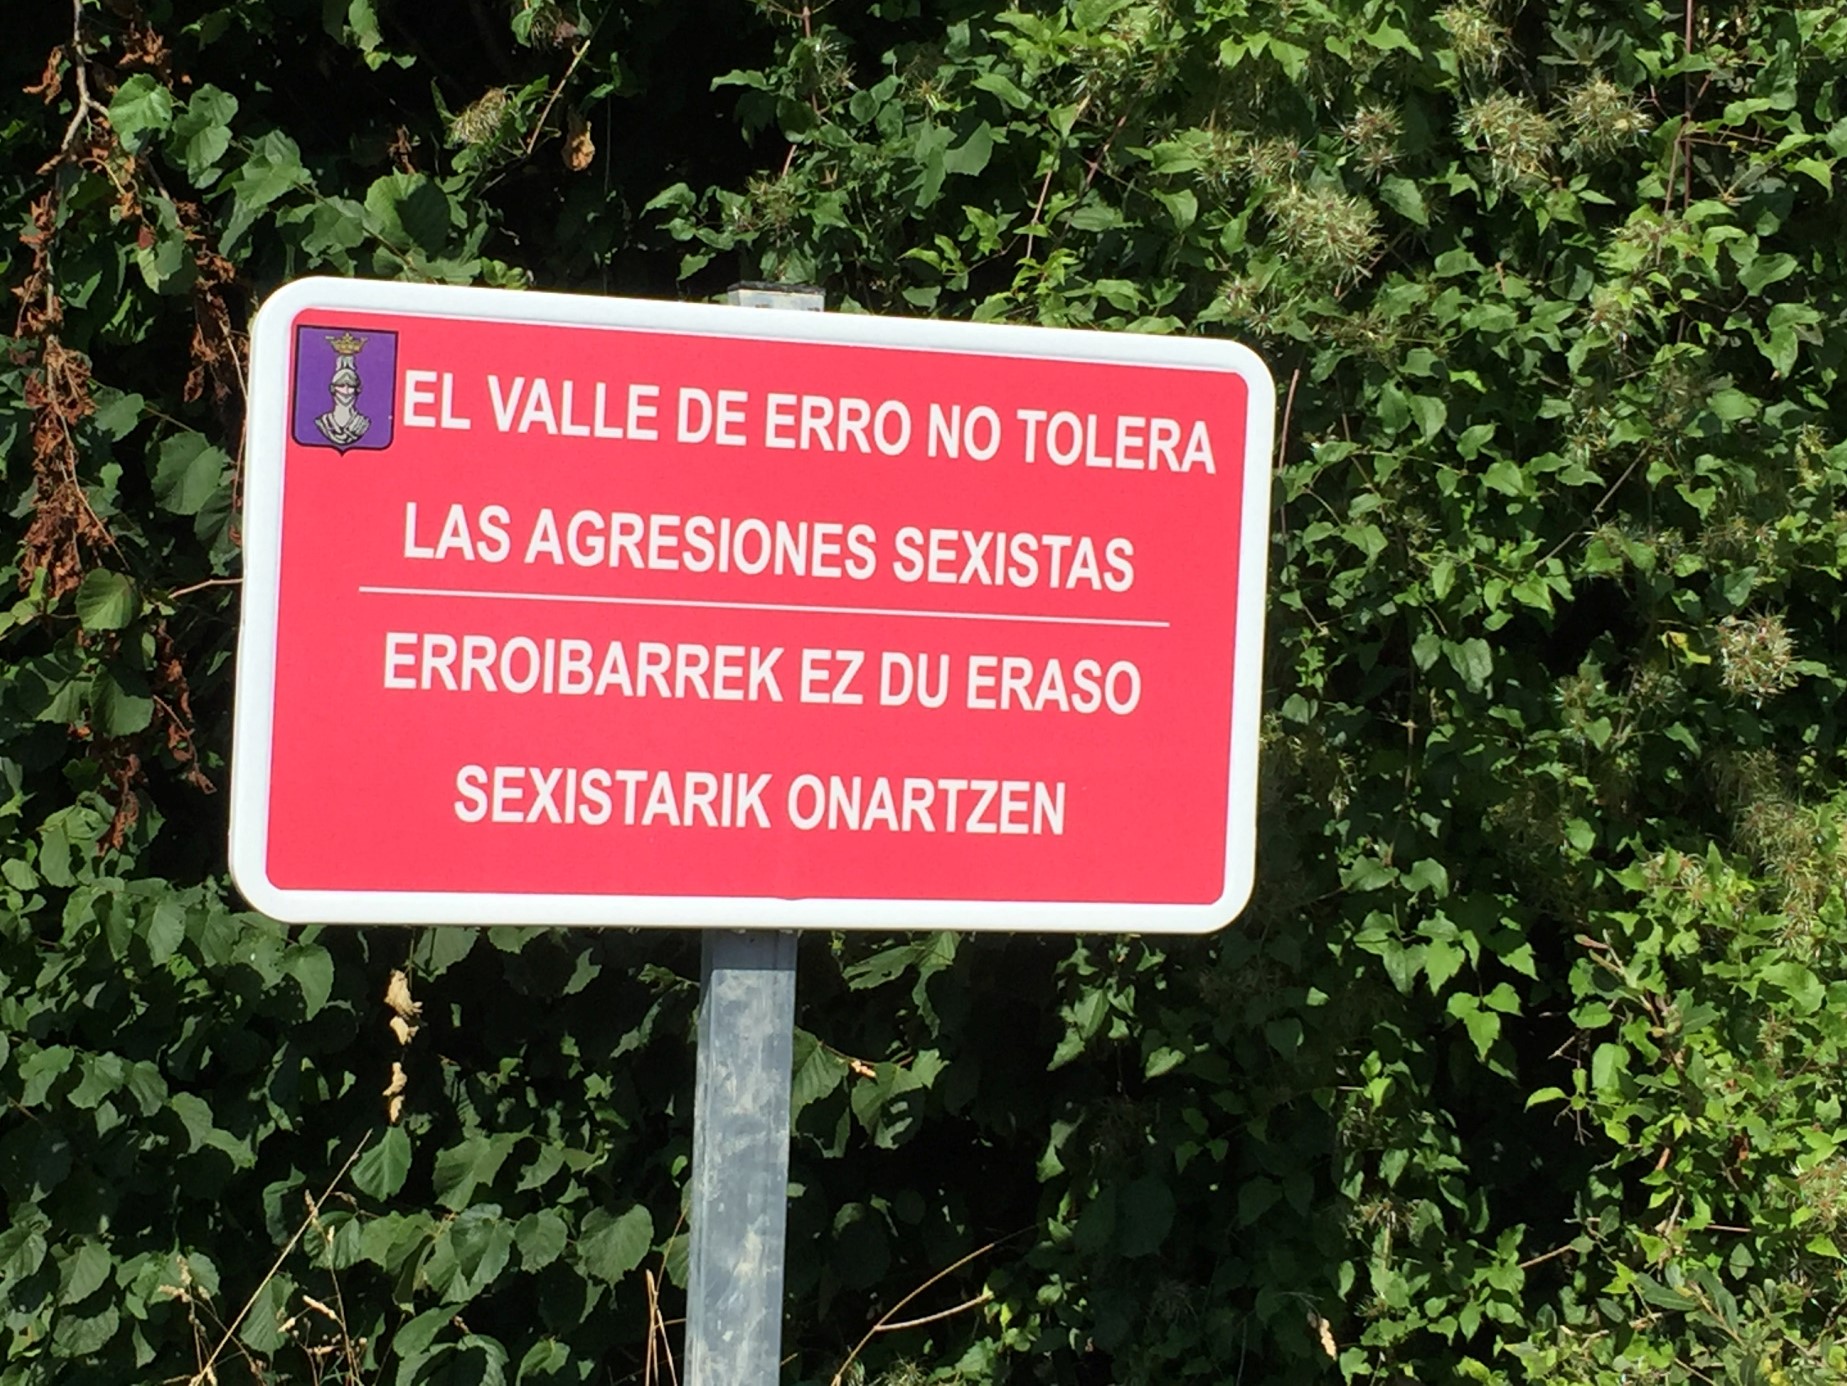 EL VALLE DE ERRO NO TOLERA
LAS AGRESIONES SEXISTAS
ERROIBARREK EZ DU ERASO
SEXISTARIK ONARTZEN